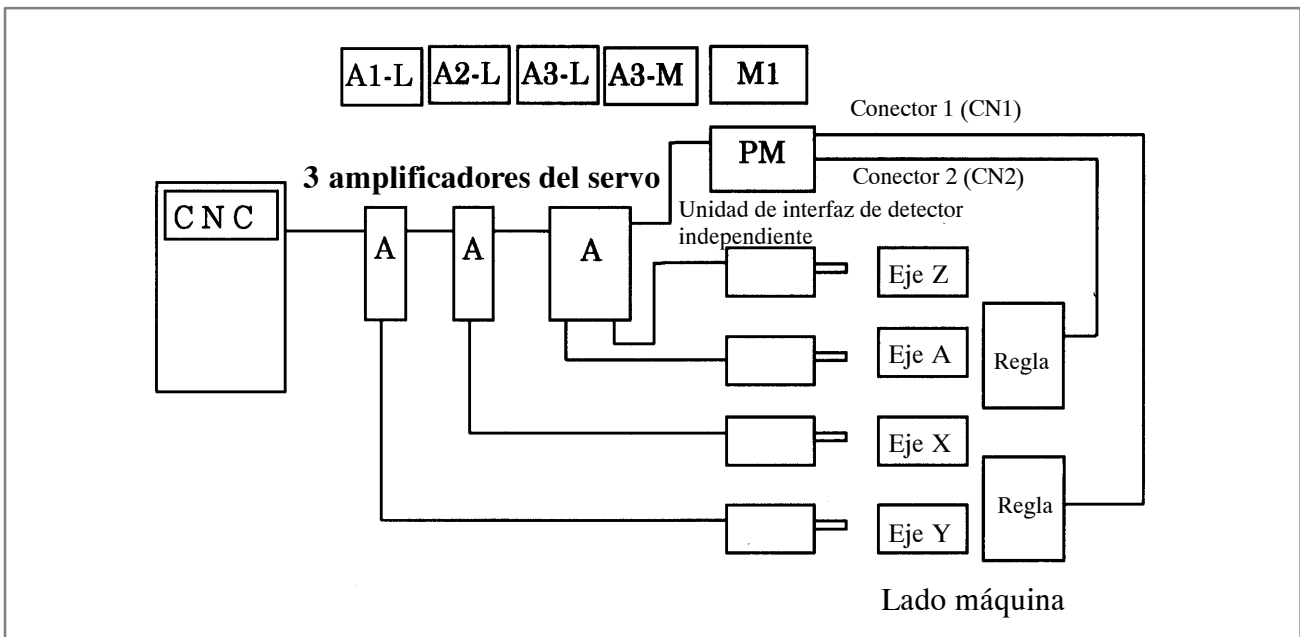 A1-L A2-L A3-L A3-M M1
Conector 1 (CN1)
PM
3 amplificadores del servo
Conector 2 (CN2)
CNC
Unidad de interfaz de detector
independiente
A A A
Eje Z
Eje A
Regla
Eje X
Regla
Eje Y
Lado máquina